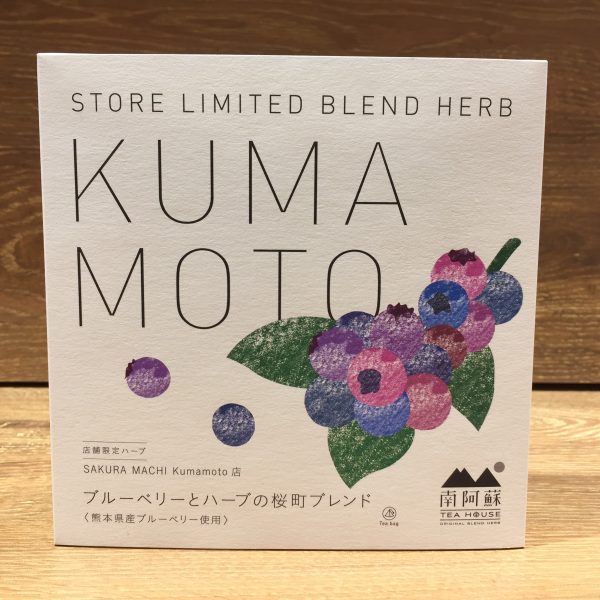 STORE LIMITED BLEND HERB
KUMA
MOTO
店舗限定ハーブ
SAKURA MACHI Kumamoto 店
ブルーベリーとハーブの桜町ブレンド
〈熊本県産ブルーベリー使用〉
Tea bag
南阿蘇
TEA HOUSE
ORIGINAL BLEND HERB